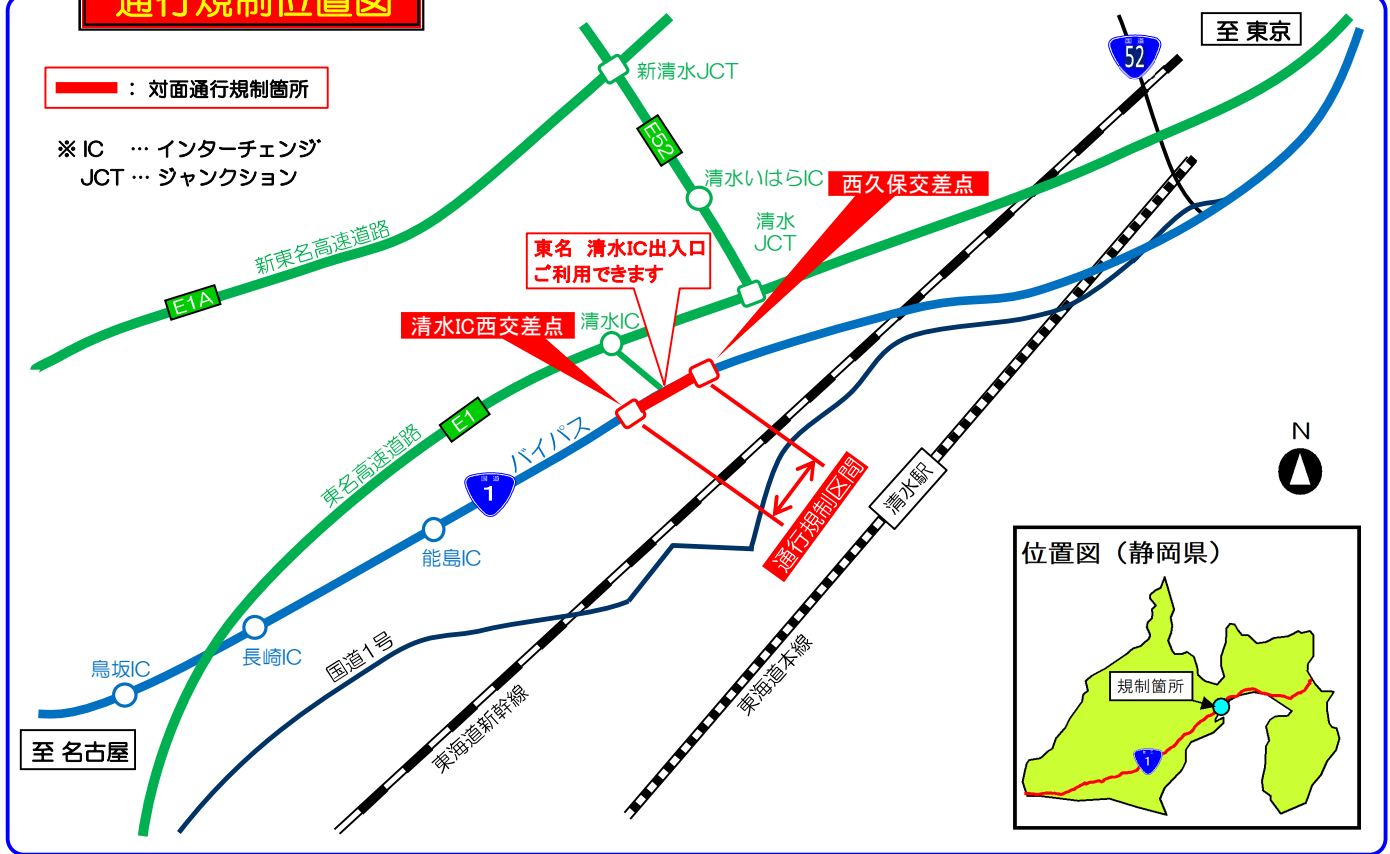 通行規制位置図
至 東京
国道
52
新清水JCT
： 対面通行規制箇所
※ IC … インターチェンジ
JCT … ジャンクション
E52
清水いはらIC
西久保交差点
清水
JCT
新東名高速道路
東名 清水IC出入口
ご利用できます
E1A
清水IC西交差点
清水IC
E1
バイパス
東名高速道路
国道
1
N
通行規制区間
清水駅
能島IC
位置図（静岡県）
国道1号
長崎IC
鳥坂IC
東海道新幹線
東海道本線
規制箇所
至 名古屋
1